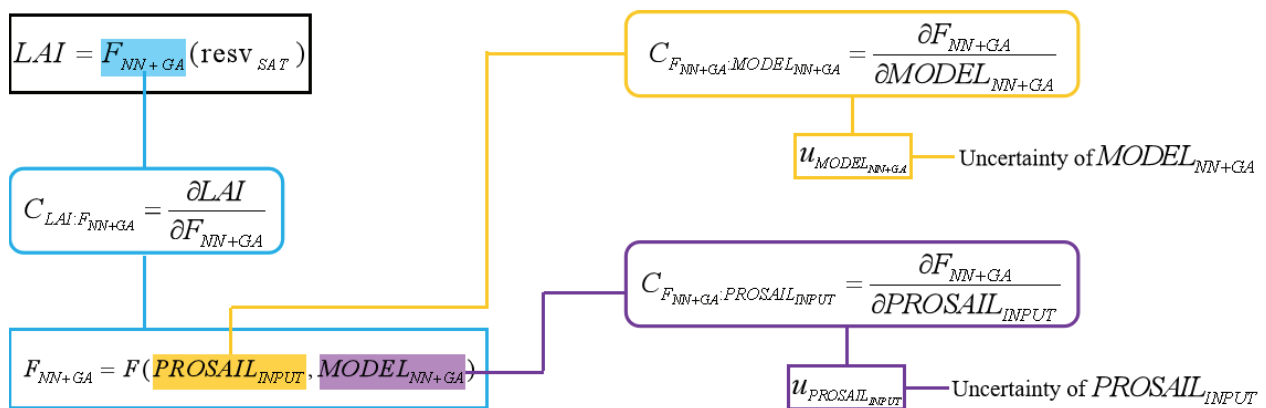 LAI = F_{NN+GA}(resv_{SAT})
C_{LAI:F_{NN+GA}} = ∂LAI / ∂F_{NN+GA}
F_{NN+GA} = F(PROSAIL_{INPUT}, MODEL_{NN+GA})
C_{F_{NN+GA}:MODEL_{NN+GA}} = ∂F_{NN+GA} / ∂MODEL_{NN+GA}
u_{MODEL_{NN+GA}} Uncertainty of MODEL_{NN+GA}
C_{F_{NN+GA}:PROSAIL_{INPUT}} = ∂F_{NN+GA} / ∂PROSAIL_{INPUT}
u_{PROSAIL_{INPUT}} Uncertainty of PROSAIL_{INPUT}